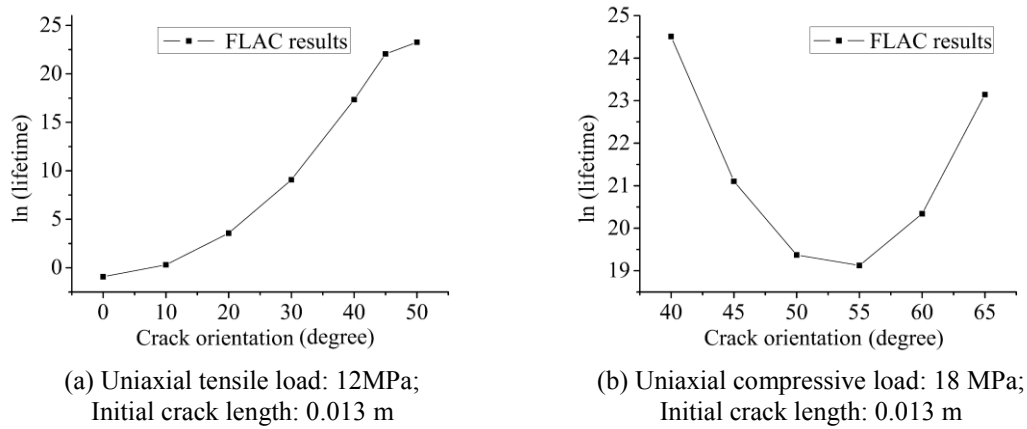 FLAC results
25
20
15
10
5
0
ln (lifetime)
0 10 20 30 40 50
Crack orientation (degree)
(a) Uniaxial tensile load: 12MPa;
Initial crack length: 0.013 m
FLAC results
25
24
23
22
21
20
19
ln (lifetime)
40 45 50 55 60 65
Crack orientation (degree)
(b) Uniaxial compressive load: 18 MPa;
Initial crack length: 0.013 m